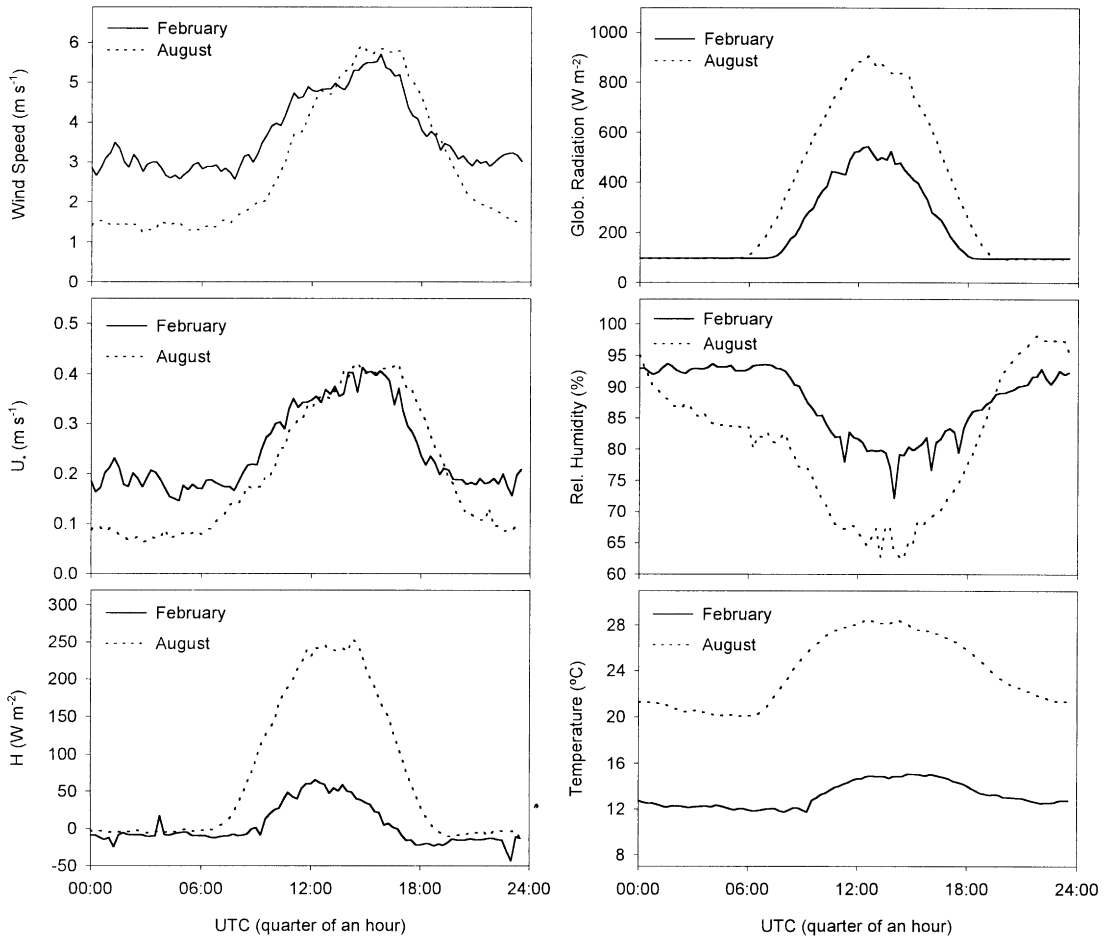 February
August
6
5
4
3
2
1
0
Wind Speed (m s-1)
February
August
1000
800
600
400
200
0
Glob. Radiation (W m-2)
February
August
0.5
0.4
0.3
0.2
0.1
0.0
U* (m s-1)
February
August
100
95
90
85
80
75
70
65
60
Rel. Humidity (%)
February
August
300
250
200
150
100
50
0
-50
H (W m-2)
00:00 06:00 12:00 18:00 24:00
UTC (quarter of an hour)
February
August
28
24
20
16
12
8
Temperature (ºC)
00:00 06:00 12:00 18:00 24:00
UTC (quarter of an hour)